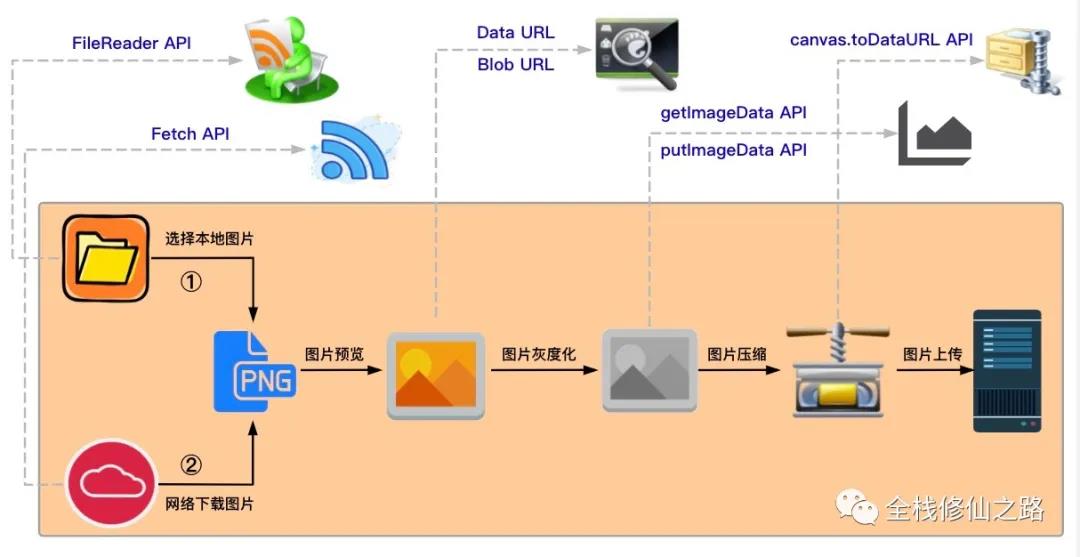 FileReader API
Data URL
Blob URL
canvas.toDataURL API
Fetch API
getImageData API
putImageData API
选择本地图片
①
PNG
图片预览
图片灰度化
图片压缩
图片上传
②
网络下载图片
全栈修仙之路